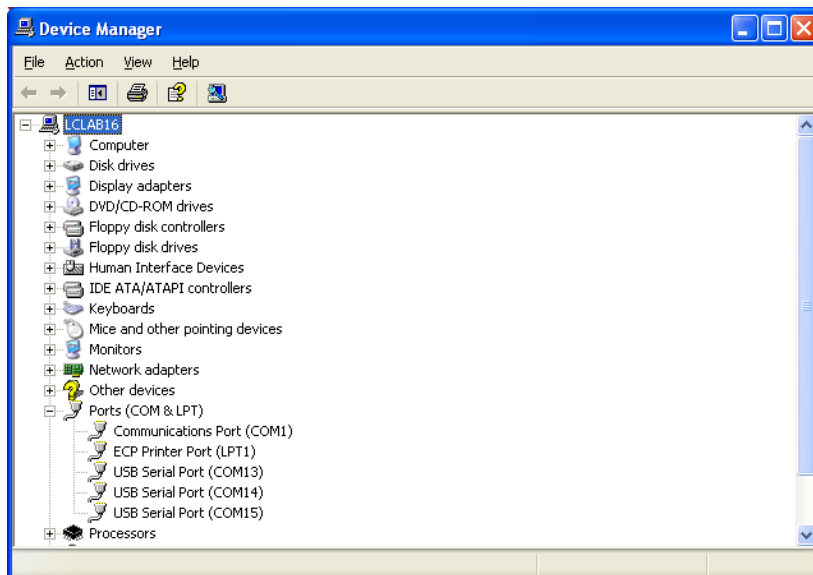 Device Manager
File Action View Help
LCLAB16
Computer
Disk drives
Display adapters
DVD/CD-ROM drives
Floppy disk controllers
Floppy disk drives
Human Interface Devices
IDE ATA/ATAPI controllers
Keyboards
Mice and other pointing devices
Monitors
Network adapters
Other devices
Ports (COM & LPT)
Communications Port (COM1)
ECP Printer Port (LPT1)
USB Serial Port (COM13)
USB Serial Port (COM14)
USB Serial Port (COM15)
Processors